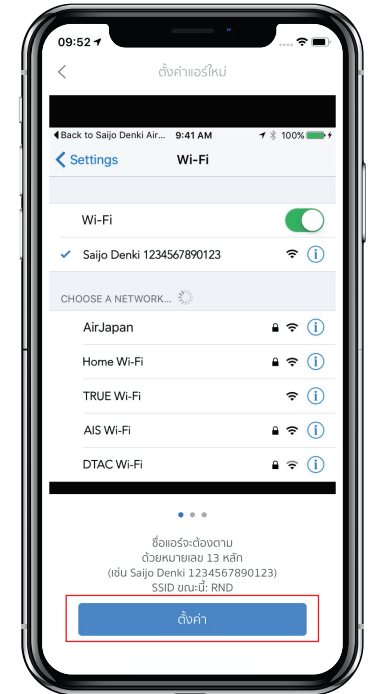 09:52
ตั้งค่าแอร์ใหม่
Back to Saijo Denki Air... 9:41 AM 100%
Settings Wi-Fi
Wi-Fi
Saijo Denki 1234567890123
CHOOSE A NETWORK...
AirJapan
Home Wi-Fi
TRUE Wi-Fi
AIS Wi-Fi
DTAC Wi-Fi
ชื่อแอร์จะต้องตาม
ด้วยหมายเลข 13 หลัก
(เช่น Saijo Denki 1234567890123)
SSID ขณะนี้: RND
ตั้งค่า